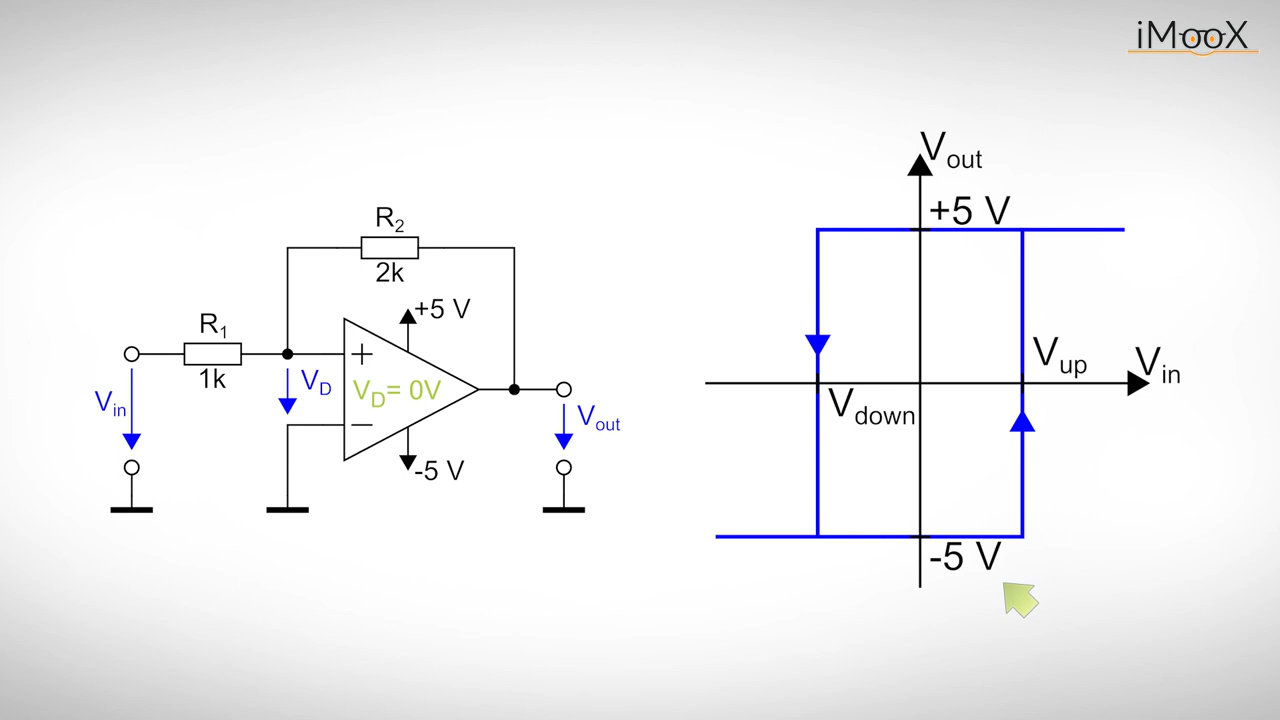 iMooX
R2
2k
+5 V
R1
1k
+
VD
VD= 0V
Vin
Vout
−
-5 V
Vout
+5 V
Vup
Vin
Vdown
-5 V